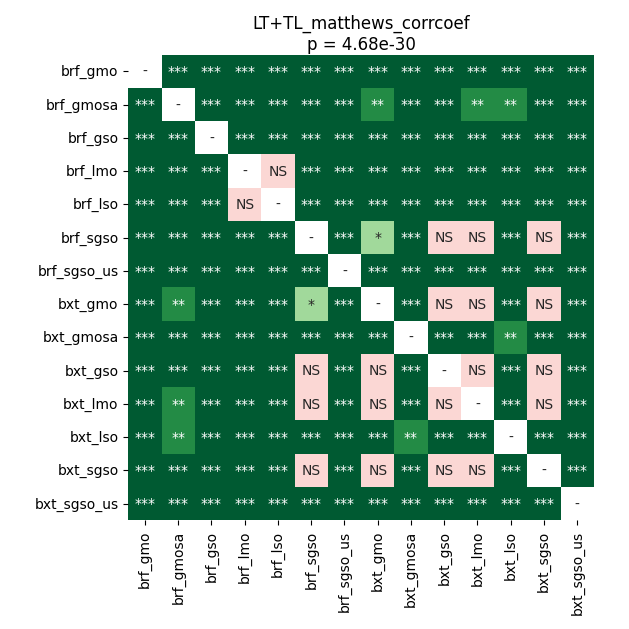 LT+TL_matthews_corrcoef
p = 4.68e-30
brf_gmo - *** *** *** *** *** *** *** *** *** *** *** *** ***
brf_gmosa *** - *** *** *** *** *** ** *** *** ** ** *** ***
brf_gso *** *** - *** *** *** *** *** *** *** *** *** *** ***
brf_lmo *** *** *** - NS *** *** *** *** *** *** *** *** ***
brf_lso *** *** *** NS - *** *** *** *** *** *** *** *** ***
brf_sgso *** *** *** *** *** - *** * *** NS NS *** NS ***
brf_sgso_us *** *** *** *** *** *** - *** *** *** *** *** *** ***
bxt_gmo *** ** *** *** *** * *** - *** NS NS *** NS ***
bxt_gmosa *** *** *** *** *** *** *** *** - *** *** ** *** ***
bxt_gso *** *** *** *** *** NS *** NS *** - NS *** NS ***
bxt_lmo *** ** *** *** *** NS *** NS *** NS - *** NS ***
bxt_lso *** ** *** *** *** *** *** *** ** *** *** - *** ***
bxt_sgso *** *** *** *** *** NS *** NS *** NS NS *** - ***
bxt_sgso_us *** *** *** *** *** *** *** *** *** *** *** *** *** -
brf_gmo brf_gmosa brf_gso brf_lmo brf_lso brf_sgso brf_sgso_us bxt_gmo bxt_gmosa bxt_gso bxt_lmo bxt_lso bxt_sgso bxt_sgso_us